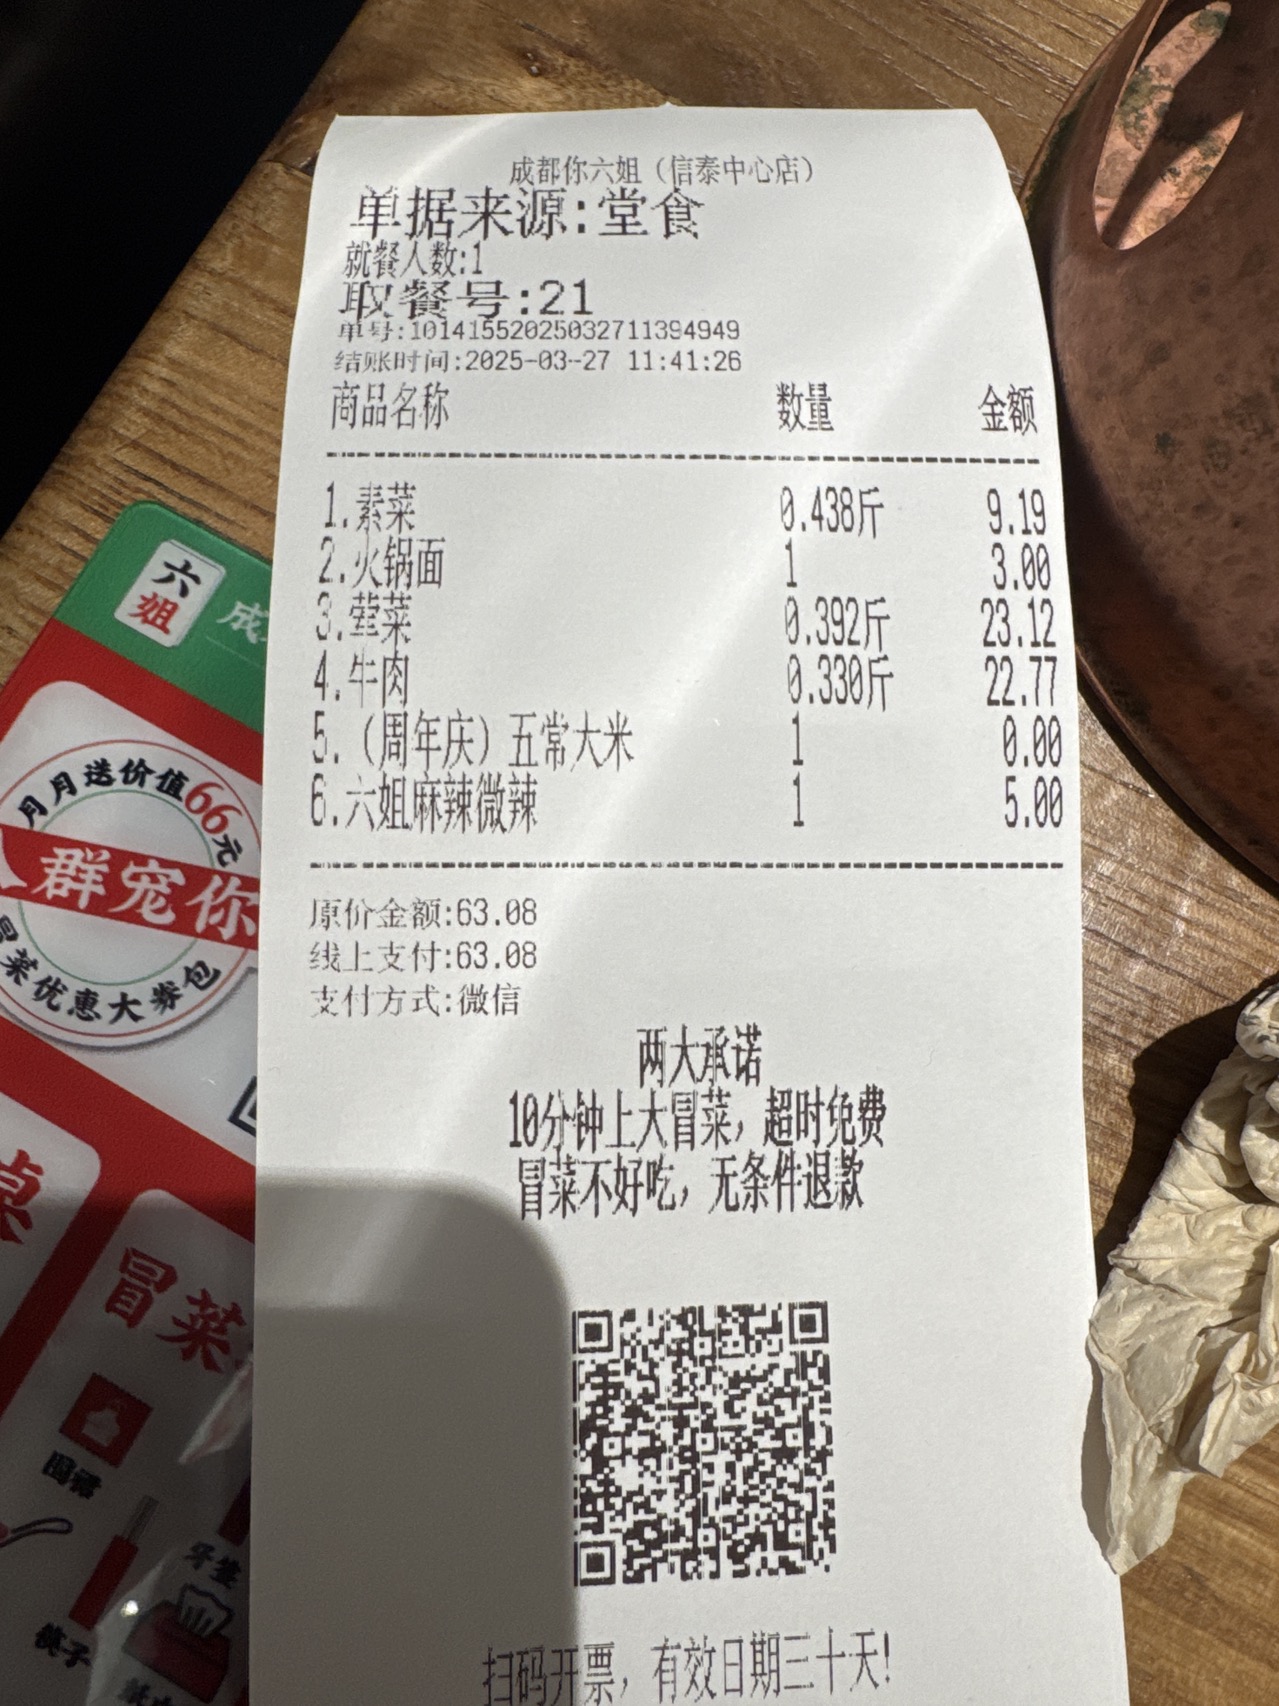 成都你六姐（信泰中心店）
单据来源:堂食
就餐人数:1
取餐号:21
单号:10141552025032711394949
结账时间:2025-03-27 11:41:26
商品名称 数量 金额
1.素菜 0.438斤 9.19
2.火锅面 1 3.00
3.荤菜 0.392斤 23.12
4.牛肉 0.330斤 22.77
5.（周年庆）五常大米 1 0.00
6.六姐麻辣微辣 1 5.00
原价金额:63.08
线上支付:63.08
支付方式:微信
两大承诺
10分钟上大冒菜，超时免费
冒菜不好吃，无条件退款
扫码开票，有效日期三十天!
六姐
成
月月送价值66元
群宠你
冒菜优惠大券包
桌
冒菜
围裙
牙签
筷子